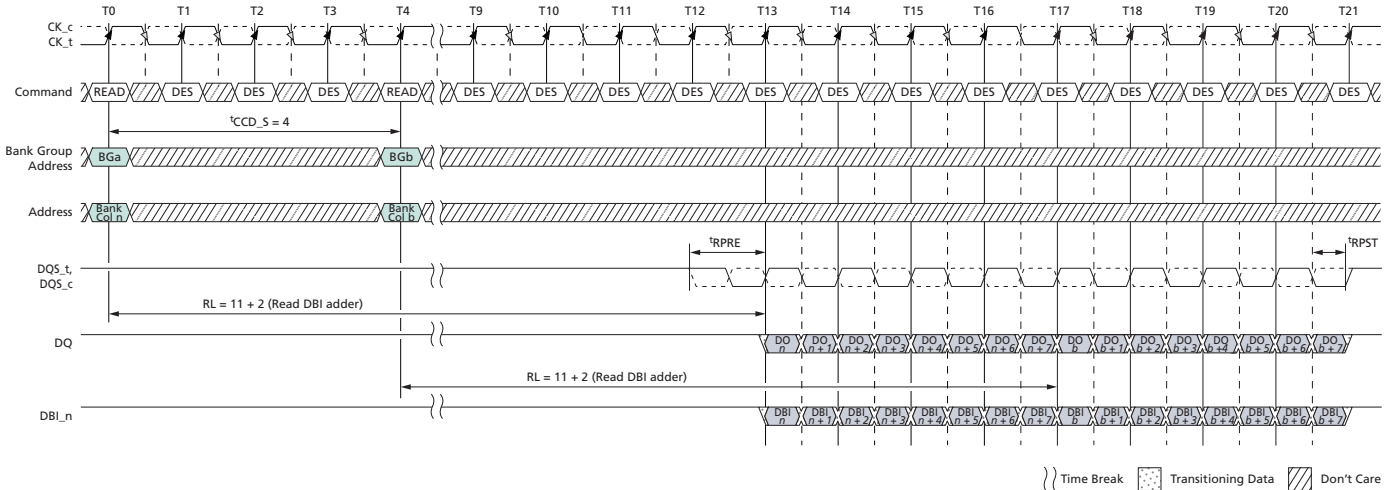 T0 T1 T2 T3 T4 T9 T10 T11 T12 T13 T14 T15 T16 T17 T18 T19 T20 T21
CK_c
CK_t
Command READ DES DES DES READ DES DES DES DES DES DES DES DES DES DES DES DES DES
tCCD_S = 4
Bank Group
Address
BGa BGb
Address
Bank
Col n
Bank
Col b
tRPRE tRPST
DQS_t,
DQS_c
RL = 11 + 2 (Read DBI adder)
DQ
DO n DO n + 1 DO n + 2 DO n + 3 DO n + 4 DO n + 5 DO n + 6 DO n + 7 DO b DO b + 1 DO b + 2 DO b + 3 DO b + 4 DO b + 5 DO b + 6 DO b + 7
RL = 11 + 2 (Read DBI adder)
DBI_n
DBI n DBI n + 1 DBI n + 2 DBI n + 3 DBI n + 4 DBI n + 5 DBI n + 6 DBI n + 7 DBI b DBI b + 1 DBI b + 2 DBI b + 3 DBI b + 4 DBI b + 5 DBI b + 6 DBI b + 7
Time Break Transitioning Data Don't Care